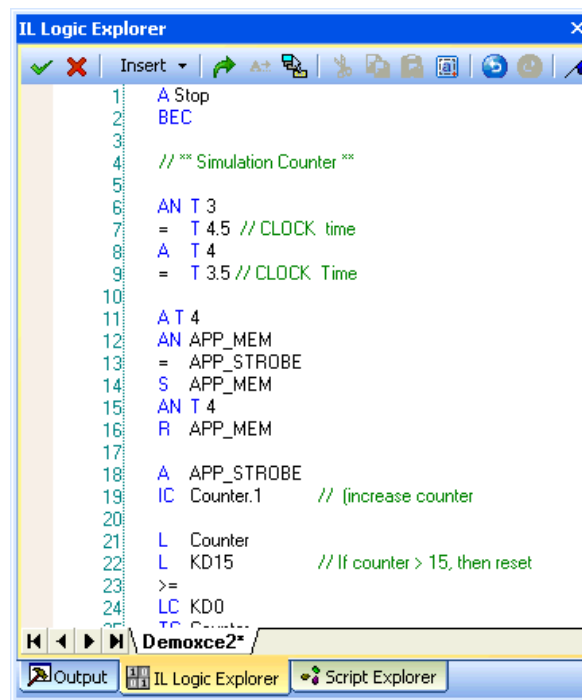 IL Logic Explorer
Insert
1 A Stop
2 BEC
3
4 // ** Simulation Counter **
5
6 AN T 3
7 = T 4.5 // CLOCK time
8 A T 4
9 = T 3.5 // CLOCK Time
10
11 A T 4
12 AN APP_MEM
13 = APP_STROBE
14 S APP_MEM
15 AN T 4
16 R APP_MEM
17
18 A APP_STROBE
19 IC Counter.1 // (increase counter
20
21 L Counter
22 L KD15 // If counter > 15, then reset
23 >=
24 LC KD0
Demoxce2*
Output IL Logic Explorer Script Explorer